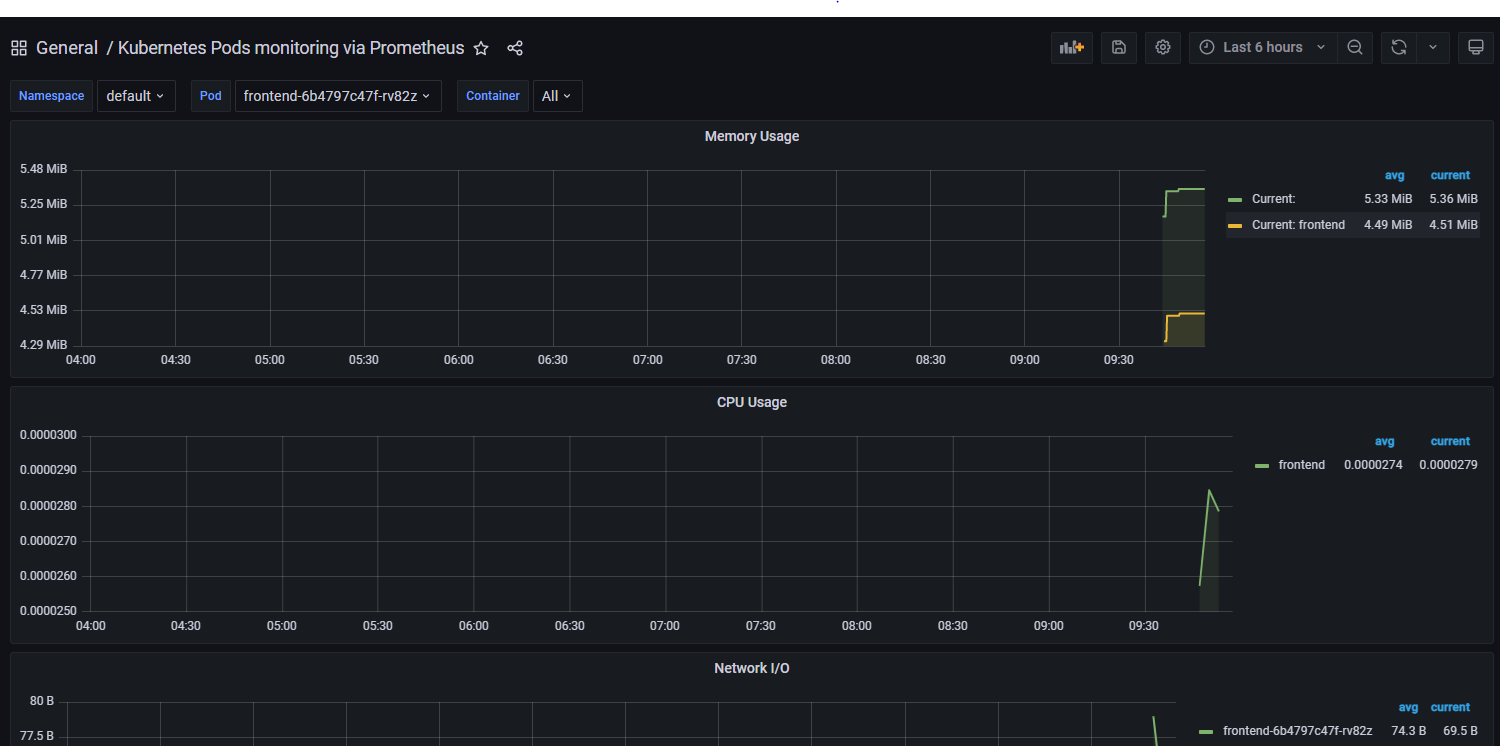 General / Kubernetes Pods monitoring via Prometheus Last 6 hours
Namespace default Pod frontend-6b4797c47f-rv82z Container All
Memory Usage
5.48 MiB
avg current
5.25 MiB Current: 5.33 MiB 5.36 MiB
Current: frontend 4.49 MiB 4.51 MiB
5.01 MiB
4.77 MiB
4.53 MiB
4.29 MiB
04:00 04:30 05:00 05:30 06:00 06:30 07:00 07:30 08:00 08:30 09:00 09:30
CPU Usage
0.0000300
avg current
0.0000290 frontend 0.0000274 0.0000279
0.0000280
0.0000270
0.0000260
0.0000250
04:00 04:30 05:00 05:30 06:00 06:30 07:00 07:30 08:00 08:30 09:00 09:30
Network I/O
80 B
avg current
77.5 B frontend-6b4797c47f-rv82z 74.3 B 69.5 B